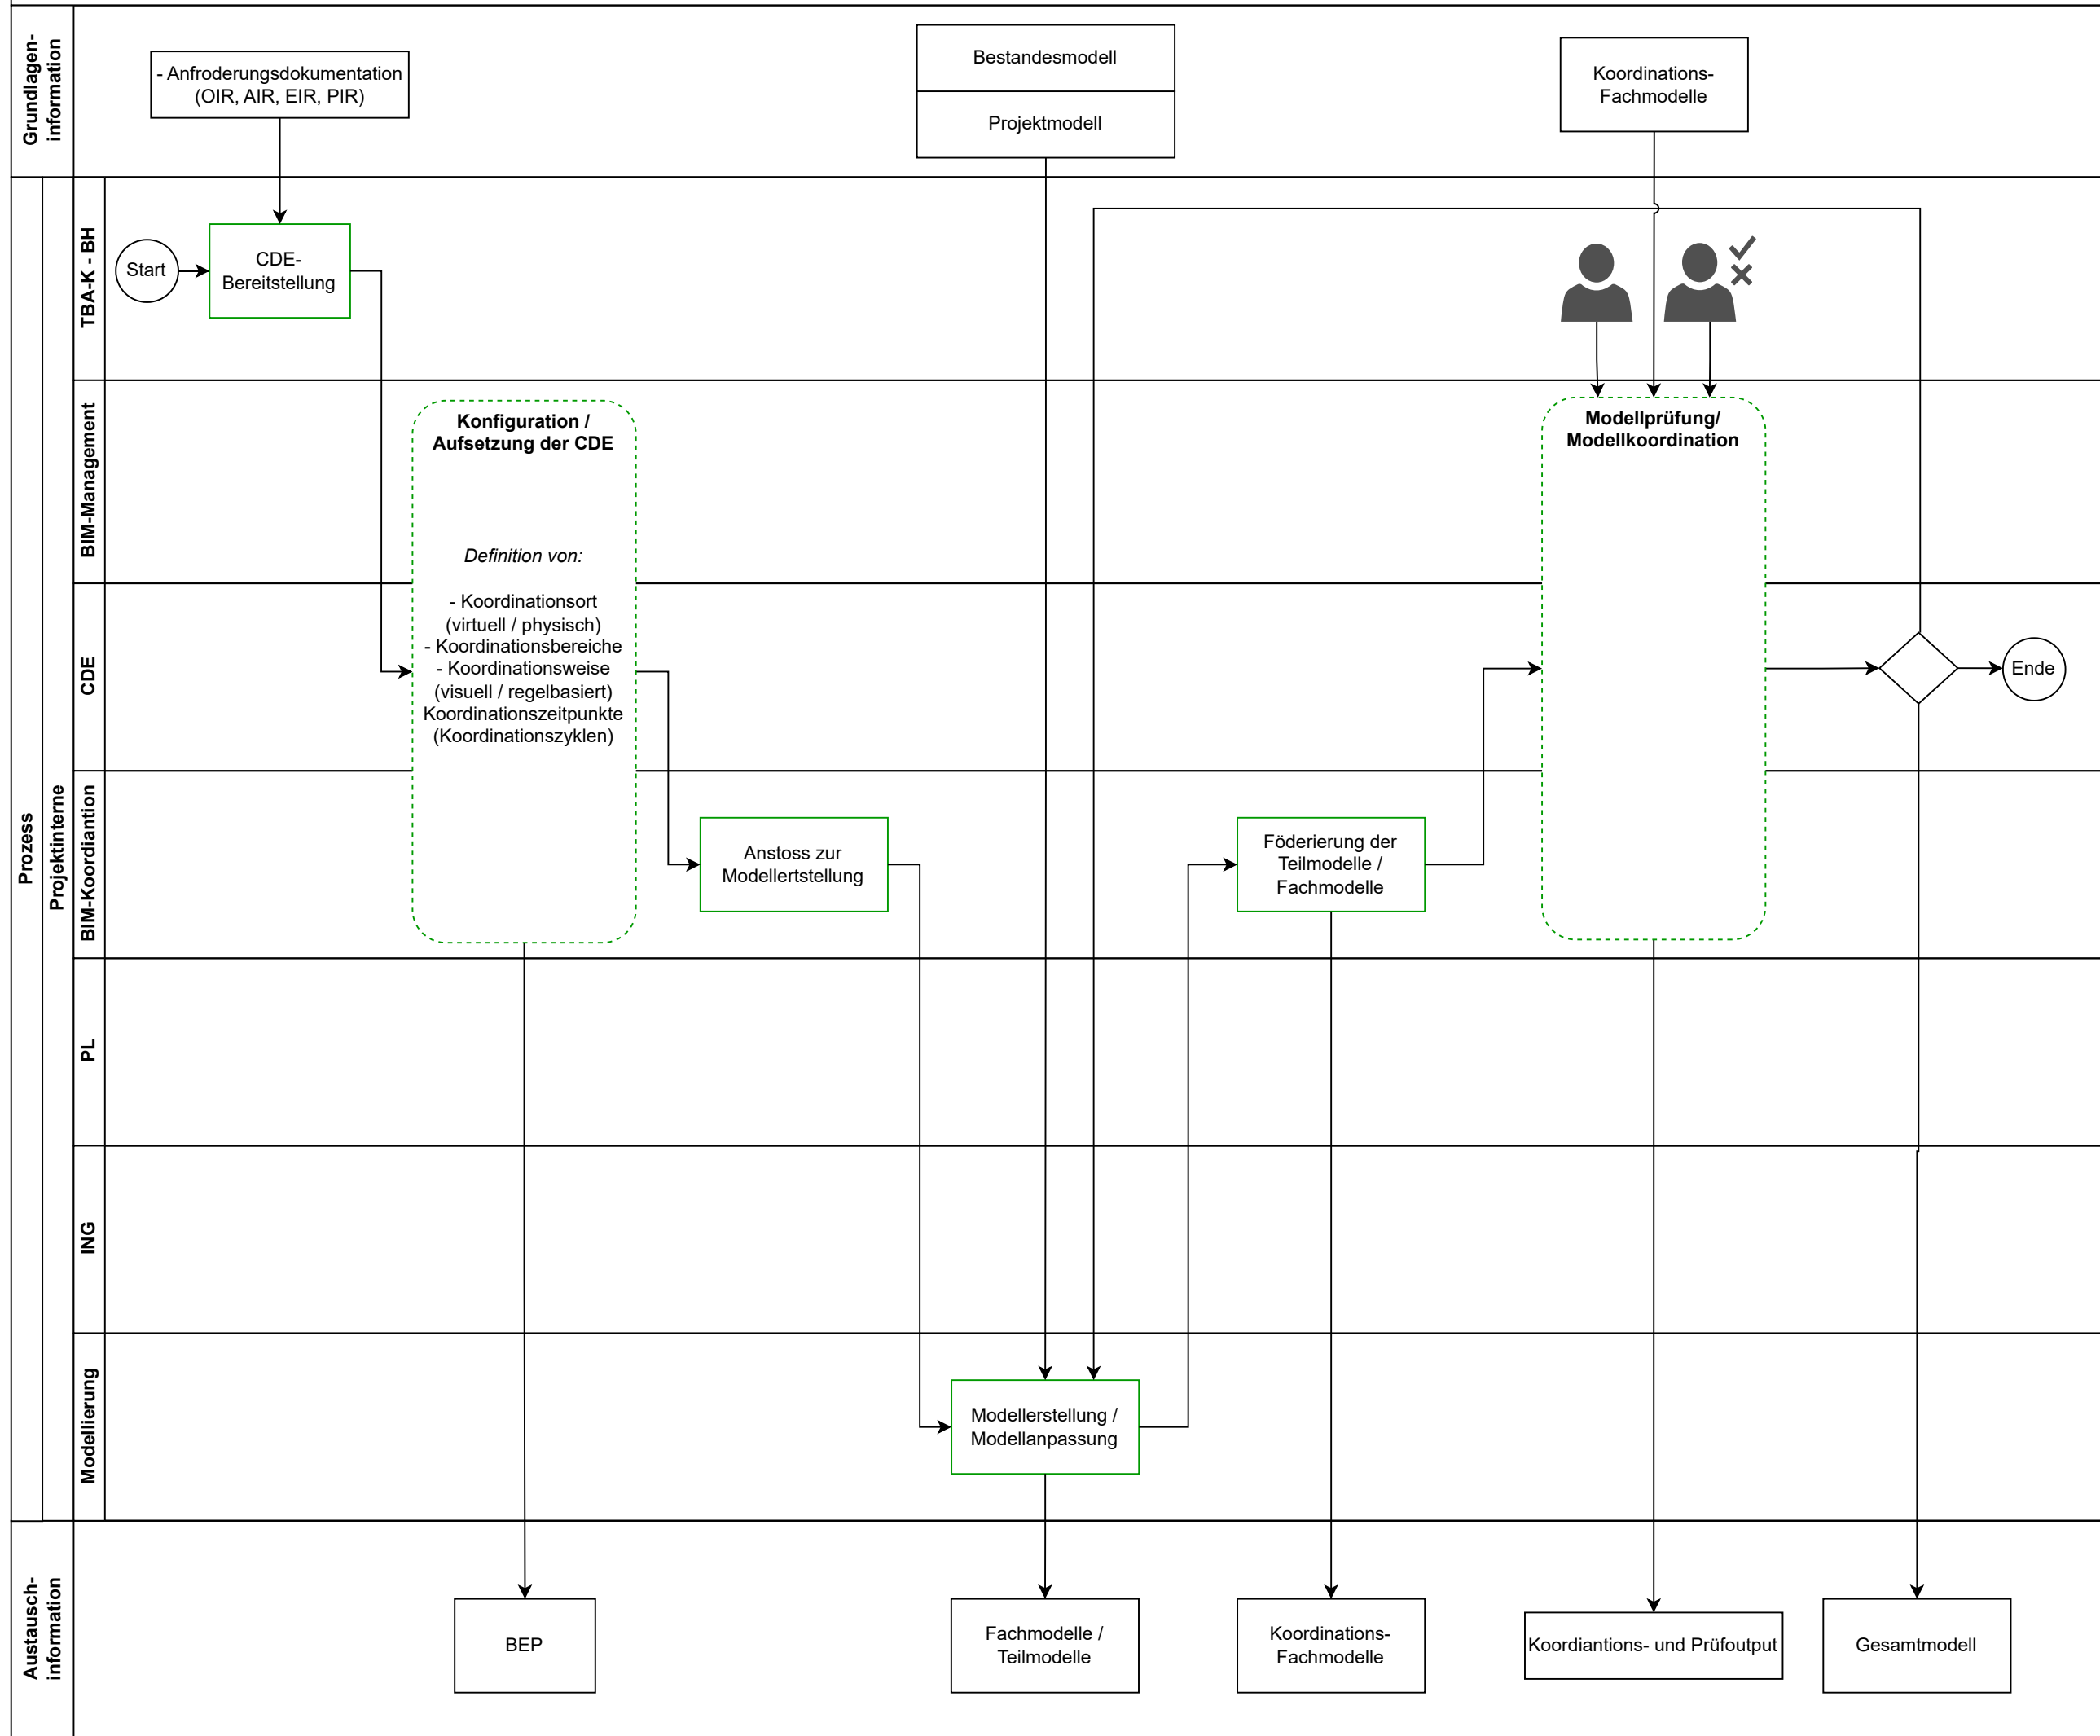 Grundlagen-
information
- Anfroderungsdokumentation
(OIR, AIR, EIR, PIR)
Bestandesmodell
Projektmodell
Koordinations-
Fachmodelle
Prozess
Projektinterne
TBA-K - BH
Start
CDE-
Bereitstellung
BIM-Management
Konfiguration /
Aufsetzung der CDE
Definition von:
- Koordinationsort
(virtuell / physisch)
- Koordinationsbereiche
- Koordinationsweise
(visuell / regelbasiert)
Koordinationszeitpunkte
(Koordinationszyklen)
Modellprüfung/
Modellkoordination
CDE
Ende
BIM-Koordiantion
Anstoss zur
Modellertstellung
Föderierung der
Teilmodelle /
Fachmodelle
PL
ING
Modellierung
Modellerstellung /
Modellanpassung
Austausch-
information
BEP
Fachmodelle /
Teilmodelle
Koordinations-
Fachmodelle
Koordiantions- und Prüfoutput
Gesamtmodell